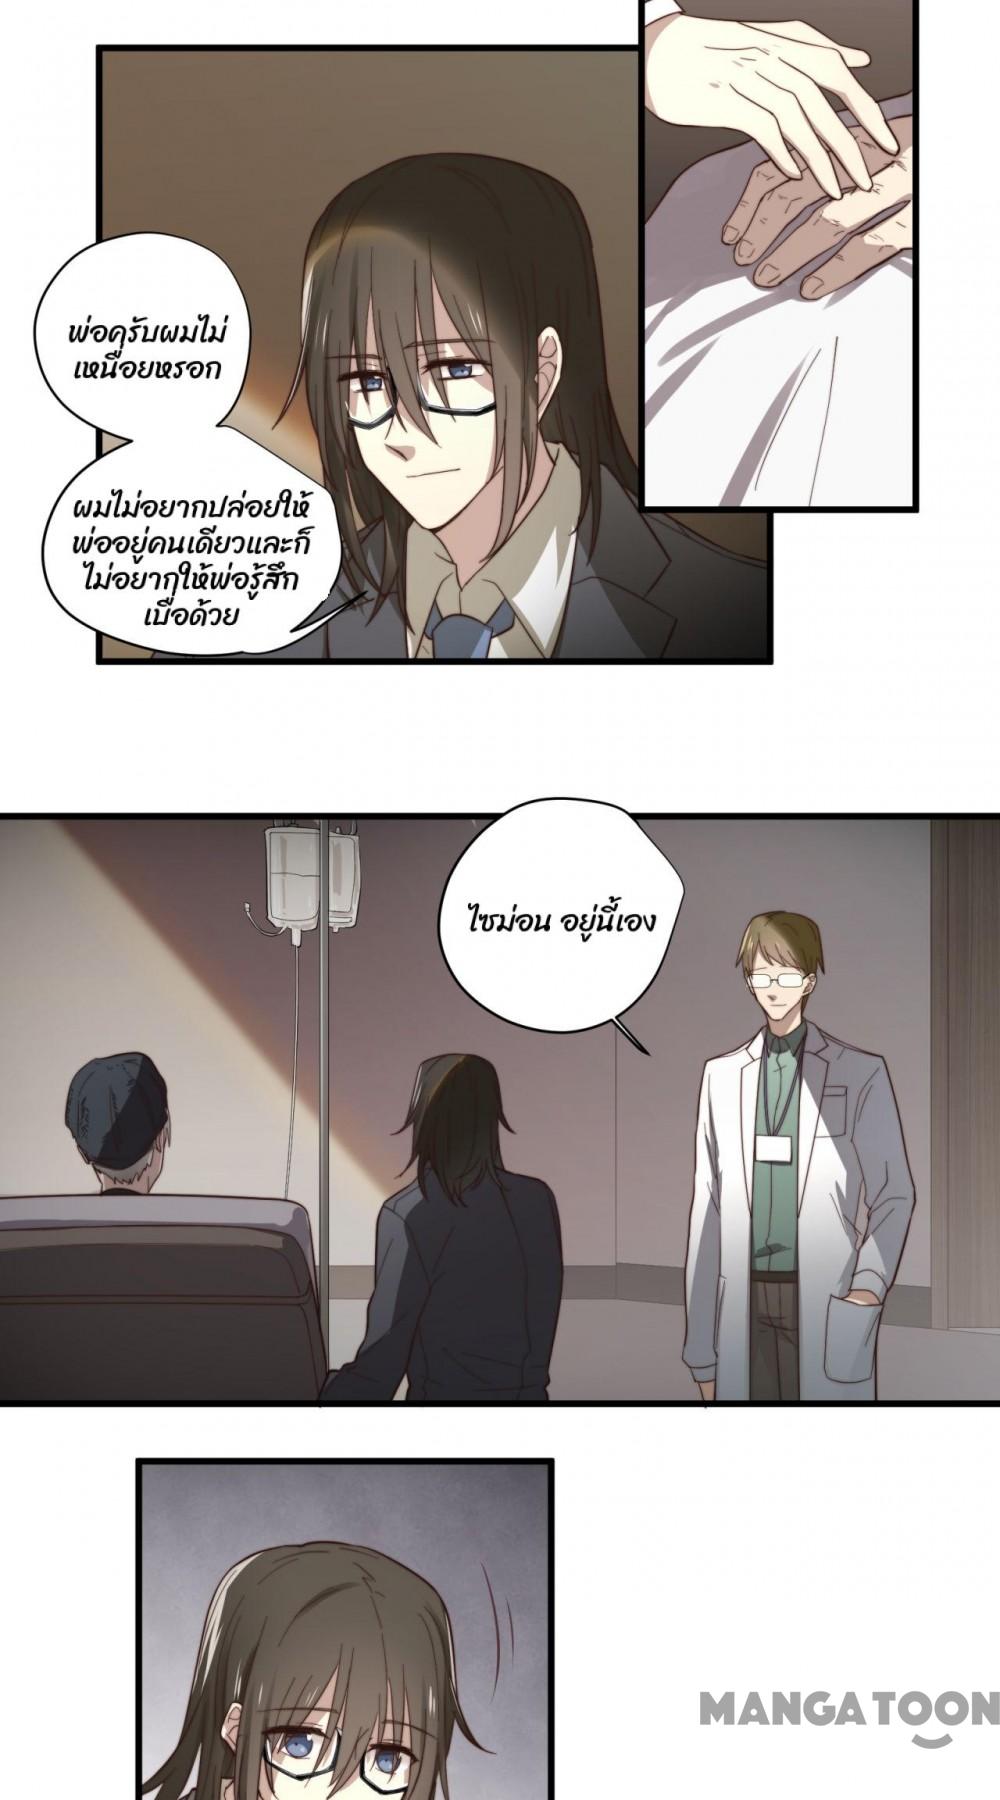 พ่อครับผมไม่
เหนื่อยหรอก
ผมไม่อยากปล่อยให้
พ่ออยู่คนเดียวและก็
ไม่อยากให้พ่อรู้สึก
เบื่อด้วย
ไซม่อน อยู่นี้เอง
MANGATOON